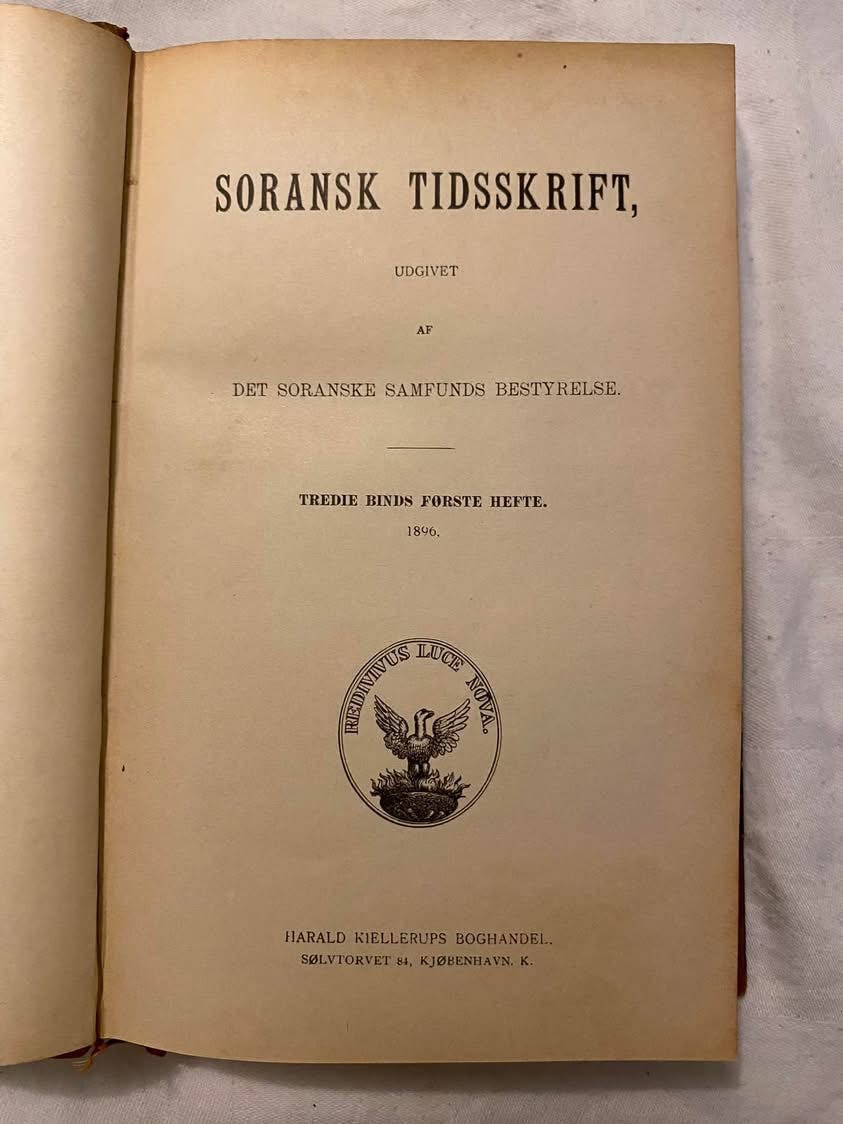 SORANSK TIDSSKRIFT,
UDGIVET
AF
DET SORANSKE SAMFUNDS BESTYRELSE.
TREDIE BINDS FØRSTE HEFTE.
1896.
REDIVIVUS LUCE NOVA.
HARALD KIELLERUPS BOGHANDEL.
SØLVTORVET 84, KJØBENHAVN. K.